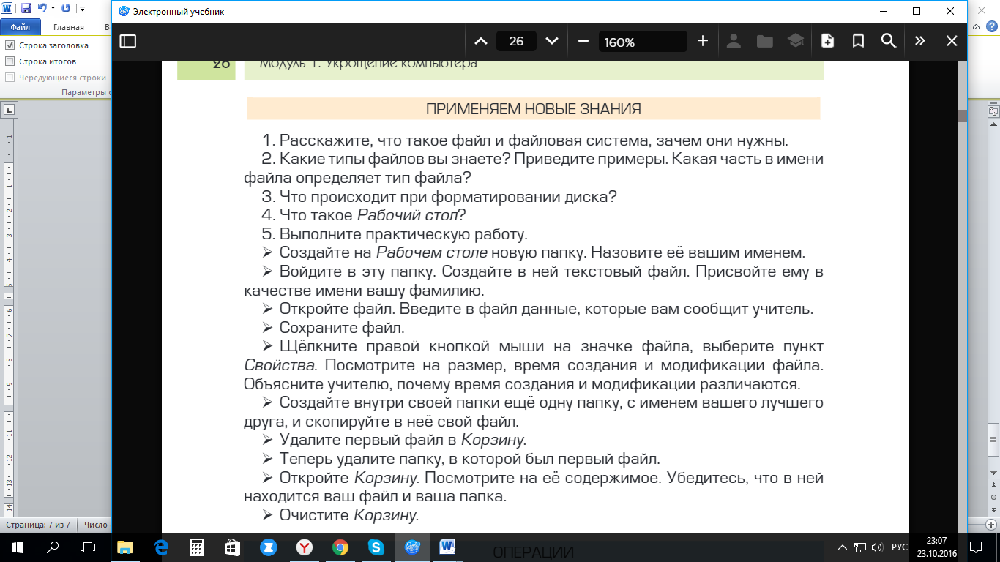 Электронный учебник
Файл
Главная
Строка заголовка
Строка итогов
Чередующиеся строки
Параметры
26
160%
26
Модуль 1. Укрощение компьютера
ПРИМЕНЯЕМ НОВЫЕ ЗНАНИЯ
1. Расскажите, что такое файл и файловая система, зачем они нужны.
2. Какие типы файлов вы знаете? Приведите примеры. Какая часть в имени
файла определяет тип файла?
3. Что происходит при форматировании диска?
4. Что такое Рабочий стол?
5. Выполните практическую работу.
➢ Создайте на Рабочем столе новую папку. Назовите её вашим именем.
➢ Войдите в эту папку. Создайте в ней текстовый файл. Присвойте ему в
качестве имени вашу фамилию.
➢ Откройте файл. Введите в файл данные, которые вам сообщит учитель.
➢ Сохраните файл.
➢ Щёлкните правой кнопкой мыши на значке файла, выберите пункт
Свойства. Посмотрите на размер, время создания и модификации файла.
Объясните учителю, почему время создания и модификации различаются.
➢ Создайте внутри своей папки ещё одну папку, с именем вашего лучшего
друга, и скопируйте в неё свой файл.
➢ Удалите первый файл в Корзину.
➢ Теперь удалите папку, в которой был первый файл.
➢ Откройте Корзину. Посмотрите на её содержимое. Убедитесь, что в ней
находится ваш файл и ваша папка.
➢ Очистите Корзину.
Страница: 7 из 7
Число
ОПЕРАЦИИ
РУС
23:07
23.10.2016